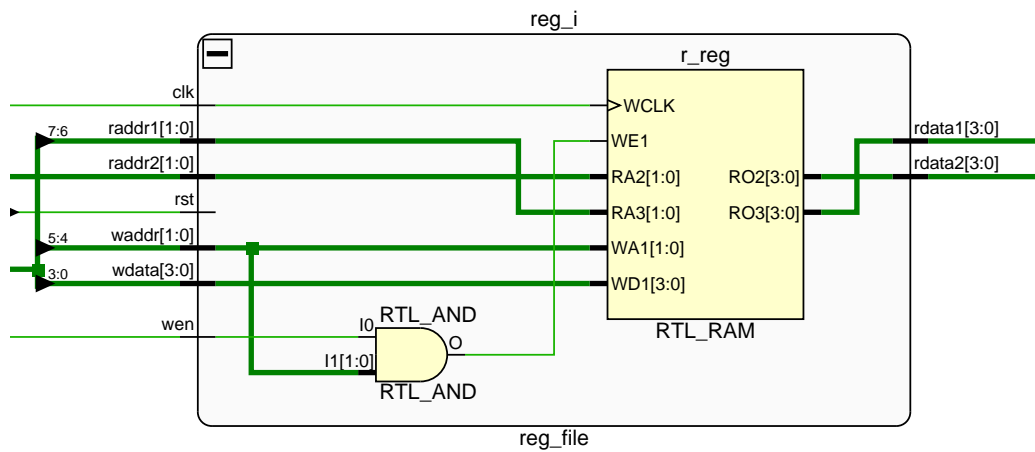 reg_i
r_reg
clk
WCLK
7:6
raddr1[1:0]
WE1
rdata1[3:0]
raddr2[1:0]
RA2[1:0]
RO2[3:0]
rdata2[3:0]
rst
RA3[1:0]
RO3[3:0]
5:4
waddr[1:0]
WA1[1:0]
3:0
wdata[3:0]
WD1[3:0]
RTL_AND
wen
I0
O
RTL_RAM
I1[1:0]
RTL_AND
reg_file